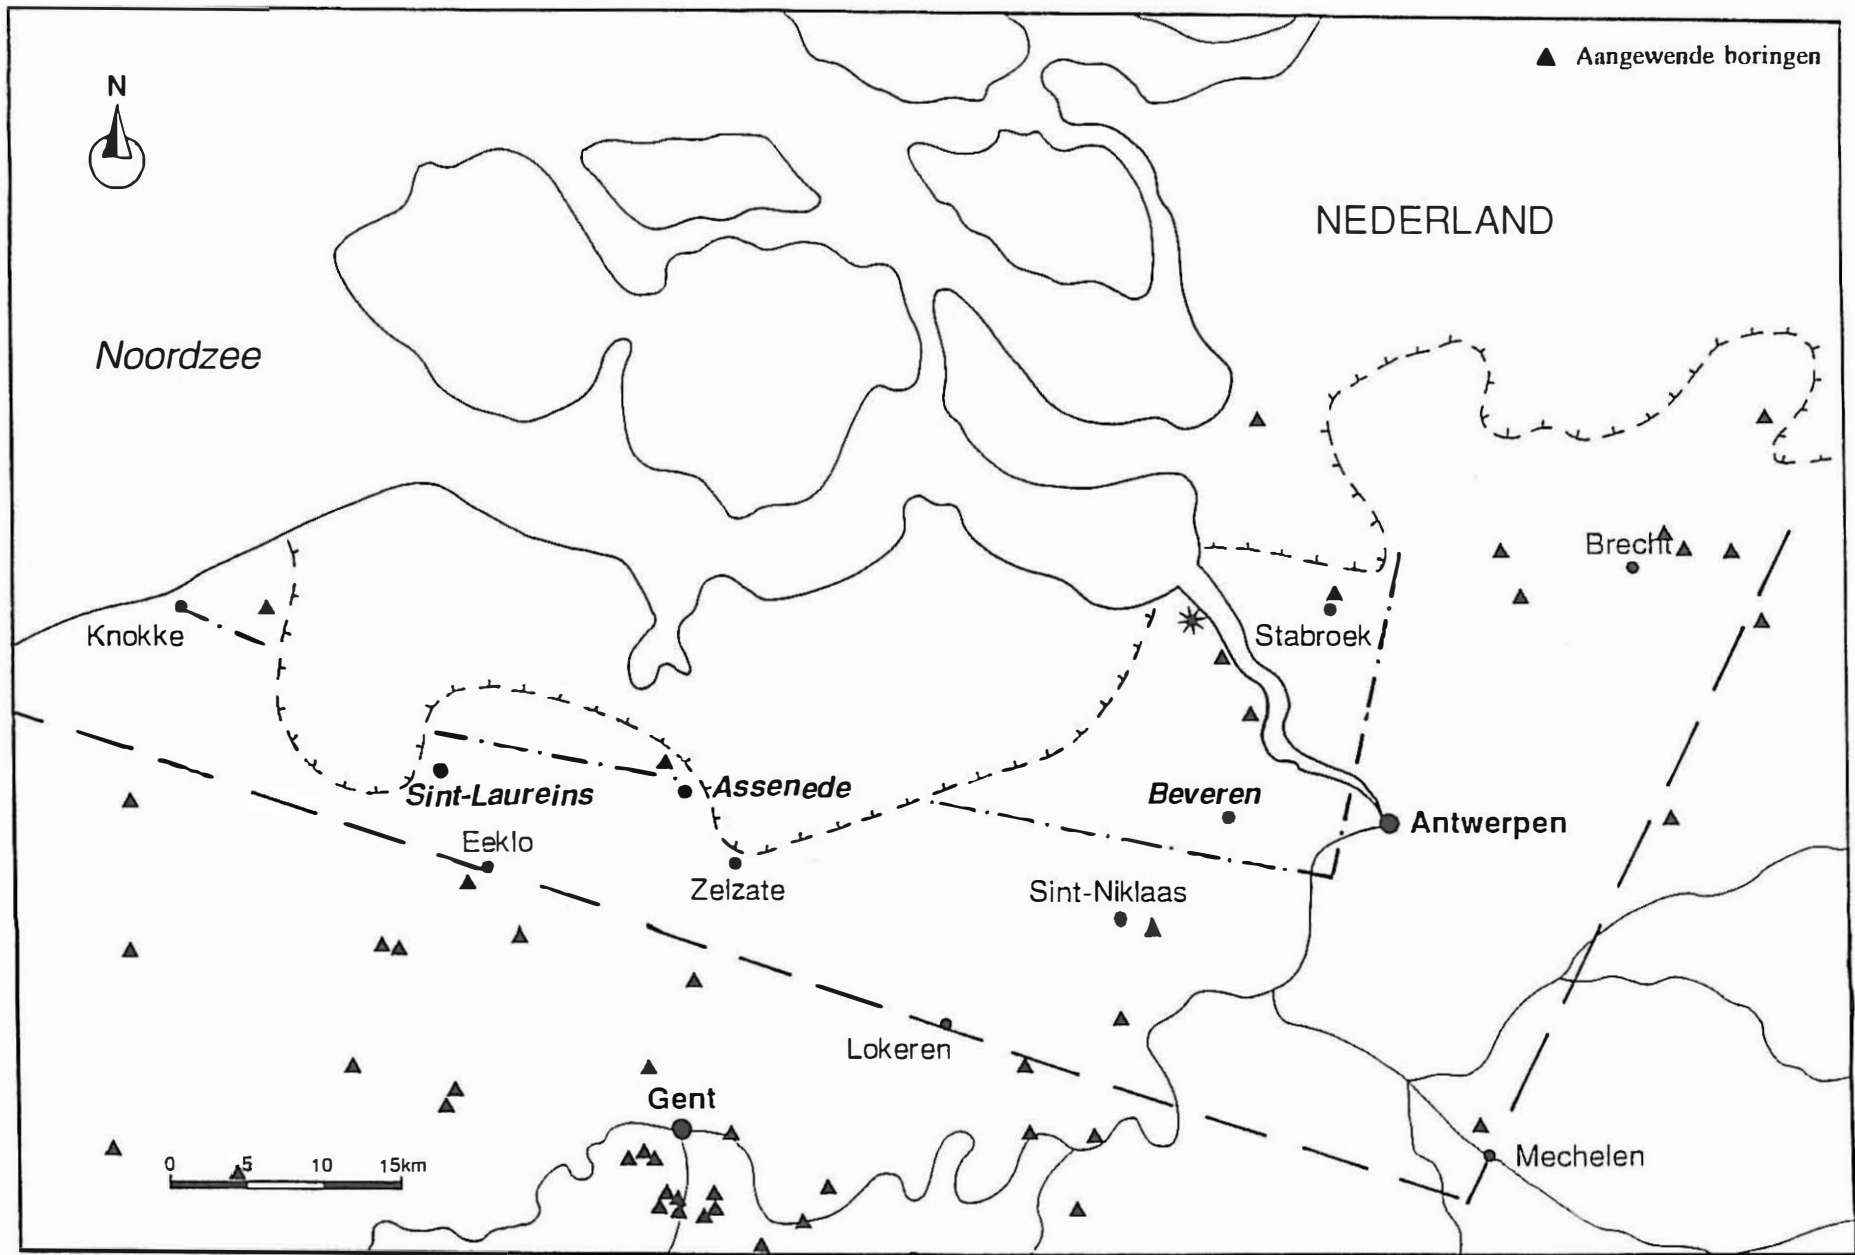 Aangewende boringen
N
NEDERLAND
Noordzee
Brecht
Knokke
Stabroek
Sint-Laureins
Assenede
Beveren
Antwerpen
Eeklo
Zelzate
Sint-Niklaas
Lokeren
Gent
0 5 10 15km
Mechelen